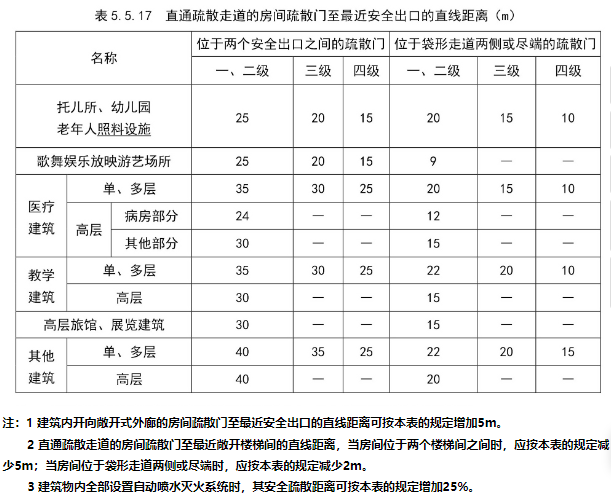 表 5.5.17 直通疏散走道的房间疏散门至最近安全出口的直线距离（m）
名称 位于两个安全出口之间的疏散门 位于袋形走道两侧或尽端的疏散门
一、二级 三级 四级 一、二级 三级 四级
托儿所、幼儿园
老年人照料设施 25 20 15 20 15 10
歌舞娱乐放映游艺场所 25 20 15 9 — —
医疗建筑 单、多层 35 30 25 20 15 10
高层 病房部分 24 — — 12 — —
其他部分 30 — — 15 — —
教学建筑 单、多层 35 30 25 22 20 10
高层 30 — — 15 — —
高层旅馆、展览建筑 30 — — 15 — —
其他建筑 单、多层 40 35 25 22 20 15
高层 40 — — 20 — —
注：1 建筑内开向敞开式外廊的房间疏散门至最近安全出口的直线距离可按本表的规定增加5m。
2 直通疏散走道的房间疏散门至最近敞开楼梯间的直线距离，当房间位于两个楼梯间之间时，应按本表的规定减
少5m；当房间位于袋形走道两侧或尽端时，应按本表的规定减少2m。
3 建筑物内全部设置自动喷水灭火系统时，其安全疏散距离可按本表的规定增加25%。